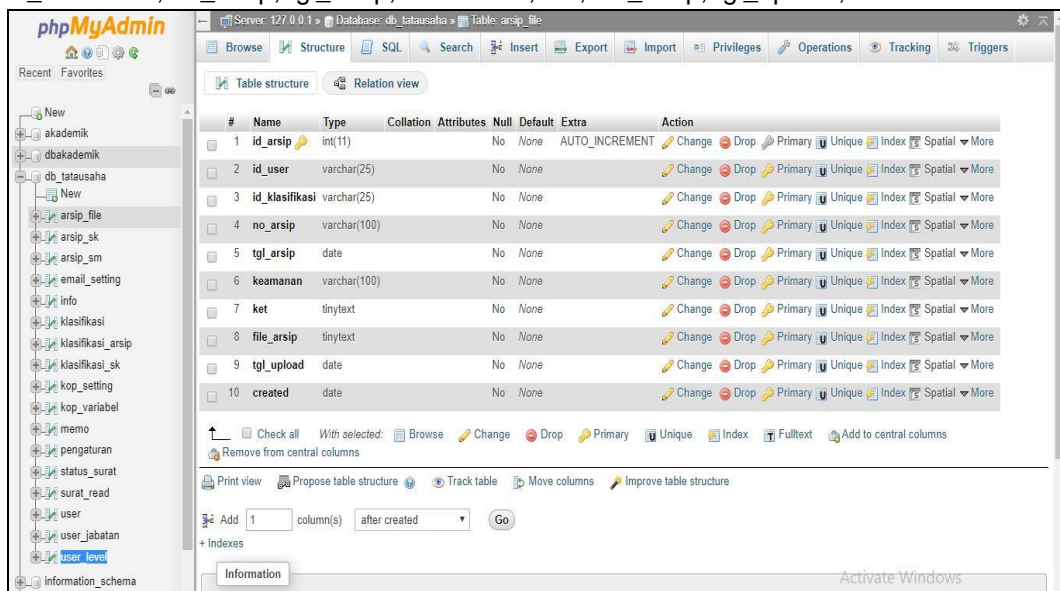 phpMyAdmin
Recent Favorites
New
akademik
dbakademik
db_tatausaha
New
arsip_file
arsip_sk
arsip_sm
email_setting
info
klasifikasi
klasifikasi_arsip
klasifikasi_sk
kop_setting
kop_variabel
memo
pengaturan
status_surat
surat_read
user
user_jabatan
user_level
information_schema
Server: 127.0.0.1 » Database: db_tatausaha » Table: arsip_file
Browse Structure SQL Search Insert Export Import Privileges Operations Tracking Triggers
Table structure Relation view
# Name Type Collation Attributes Null Default Extra Action
1 id_arsip int(11) No None AUTO_INCREMENT Change Drop Primary Unique Index Spatial More
2 id_user varchar(25) No None Change Drop Primary Unique Index Spatial More
3 id_klasifikasi varchar(25) No None Change Drop Primary Unique Index Spatial More
4 no_arsip varchar(100) No None Change Drop Primary Unique Index Spatial More
5 tgl_arsip date No None Change Drop Primary Unique Index Spatial More
6 keamanan varchar(100) No None Change Drop Primary Unique Index Spatial More
7 ket tinytext No None Change Drop Primary Unique Index Spatial More
8 file_arsip tinytext No None Change Drop Primary Unique Index Spatial More
9 tgl_upload date No None Change Drop Primary Unique Index Spatial More
10 created date No None Change Drop Primary Unique Index Spatial More
Check all With selected: Browse Change Drop Primary Unique Index Fulltext Add to central columns
Remove from central columns
Print view Propose table structure Track table Move columns Improve table structure
Add 1 column(s) after created Go
+ Indexes
Information
Activate Windows